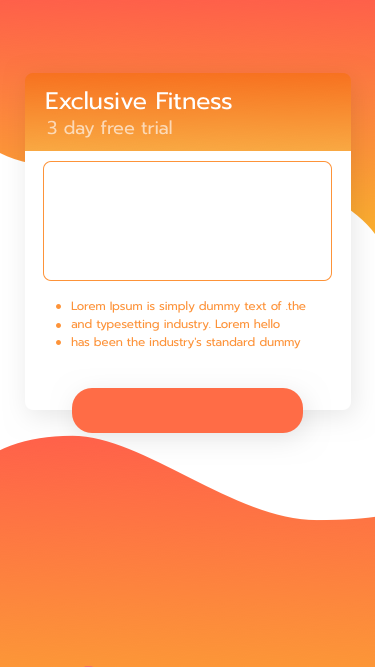 Exclusive Fitness
3 day free trial
Lorem Ipsum is simply dummy text of .the
and typesetting industry. Lorem hello
has been the industry's standard dummy